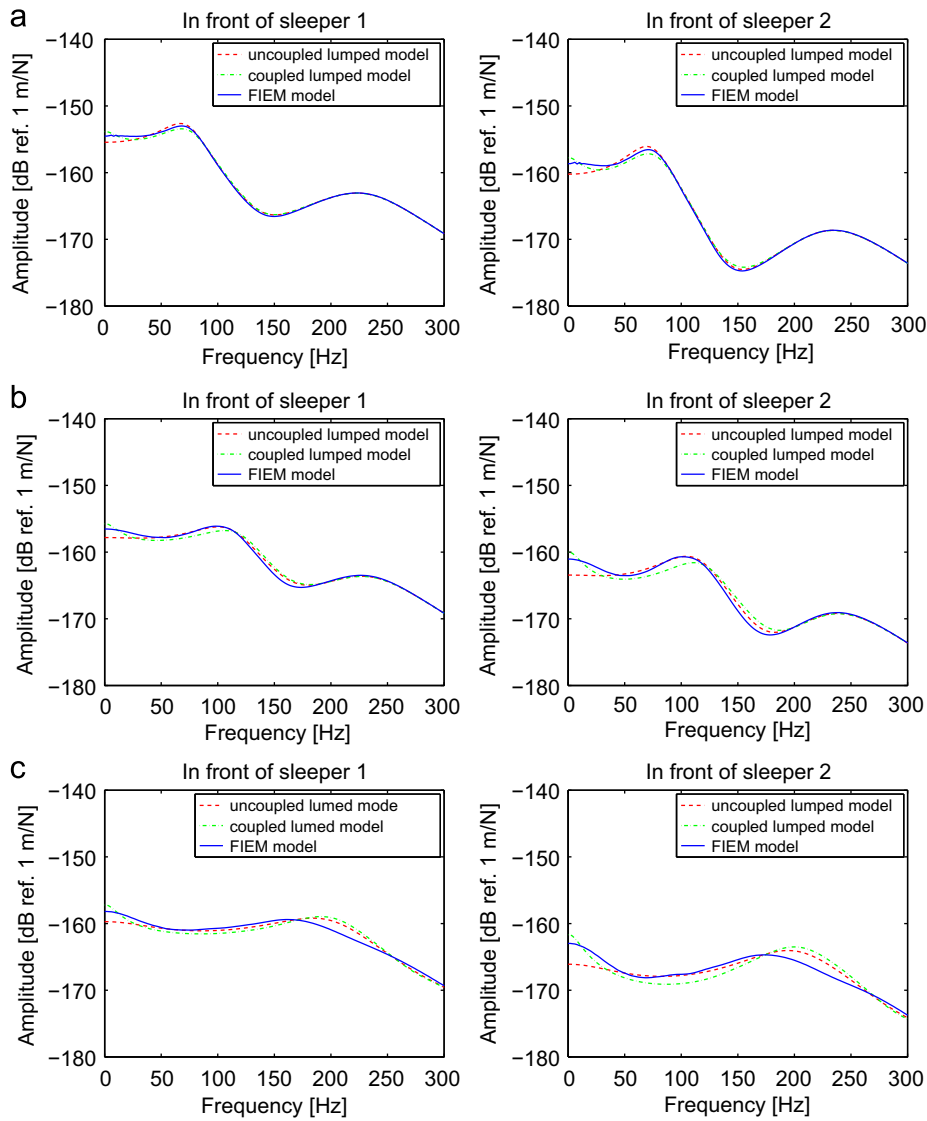 a
In front of sleeper 1
−140
−150
−160
−170
−180
Amplitude [dB ref. 1 m/N]
uncoupled lumped model
coupled lumped model
FIEM model
0 50 100 150 200 250 300
Frequency [Hz]
In front of sleeper 2
−140
−150
−160
−170
−180
Amplitude [dB ref. 1 m/N]
uncoupled lumped model
coupled lumped model
FIEM model
0 50 100 150 200 250 300
Frequency [Hz]
b
In front of sleeper 1
−140
−150
−160
−170
−180
Amplitude [dB ref. 1 m/N]
uncoupled lumped model
coupled lumped model
FIEM model
0 50 100 150 200 250 300
Frequency [Hz]
In front of sleeper 2
−140
−150
−160
−170
−180
Amplitude [dB ref. 1 m/N]
uncoupled lumped model
coupled lumped model
FIEM model
0 50 100 150 200 250 300
Frequency [Hz]
c
In front of sleeper 1
−140
−150
−160
−170
−180
Amplitude [dB ref. 1 m/N]
uncoupled lumed mode
coupled lumed model
FIEM model
0 50 100 150 200 250 300
Frequency [Hz]
In front of sleeper 2
−140
−150
−160
−170
−180
Amplitude [dB ref. 1 m/N]
uncoupled lumped model
coupled lumped model
FIEM model
0 50 100 150 200 250 300
Frequency [Hz]